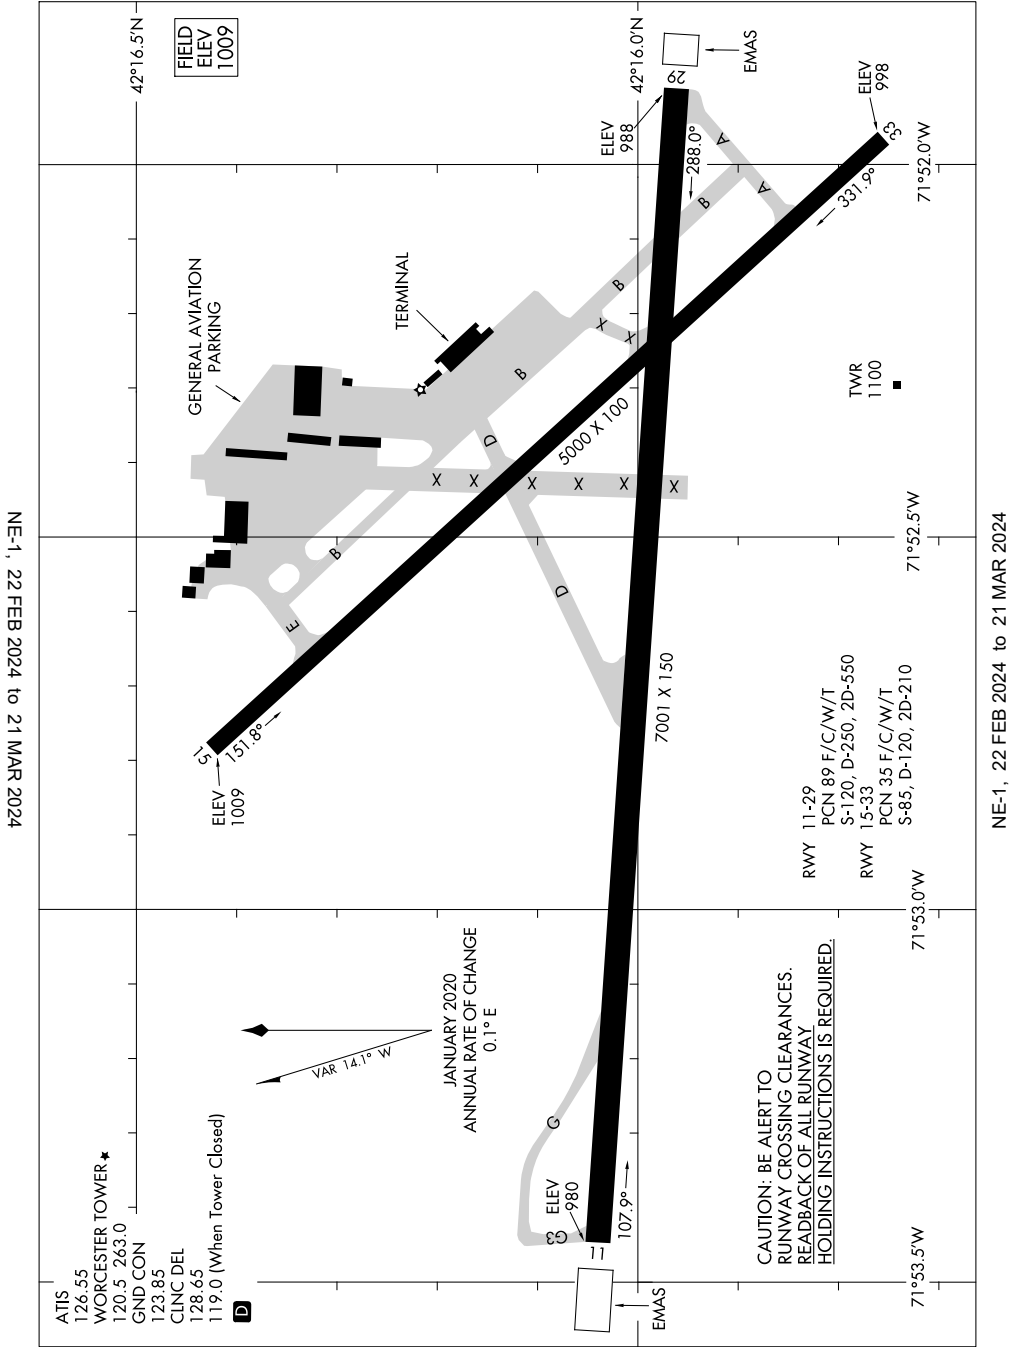 ATIS
126.55
WORCESTER TOWER
120.5 263.0
GND CON
123.85
CLNC DEL
128.65
119.0 (When Tower Closed)
D
FIELD
ELEV
1009
42°16.5'N
42°16.0'N
VAR 14.1° W
JANUARY 2020
ANNUAL RATE OF CHANGE
0.1° E
GENERAL AVIATION
PARKING
TERMINAL
ELEV
1009
15
151.8°
E
B
B
B
B
D
D
X
X
X
X
X
X
X
X
5000 X 100
7001 X 150
ELEV
988
29
288.0°
EMAS
A
A
ELEV
998
33
331.9°
TWR
1100
G
G3
ELEV
980
11
107.9°
EMAS
RWY 11-29
PCN 89 F/C/W/T
S-120, D-250, 2D-550
RWY 15-33
PCN 35 F/C/W/T
S-85, D-120, 2D-210
CAUTION: BE ALERT TO
RUNWAY CROSSING CLEARANCES.
READBACK OF ALL RUNWAY
HOLDING INSTRUCTIONS IS REQUIRED.
71°53.5'W
71°53.0'W
71°52.5'W
71°52.0'W
NE-1, 22 FEB 2024 to 21 MAR 2024
NE-1, 22 FEB 2024 to 21 MAR 2024